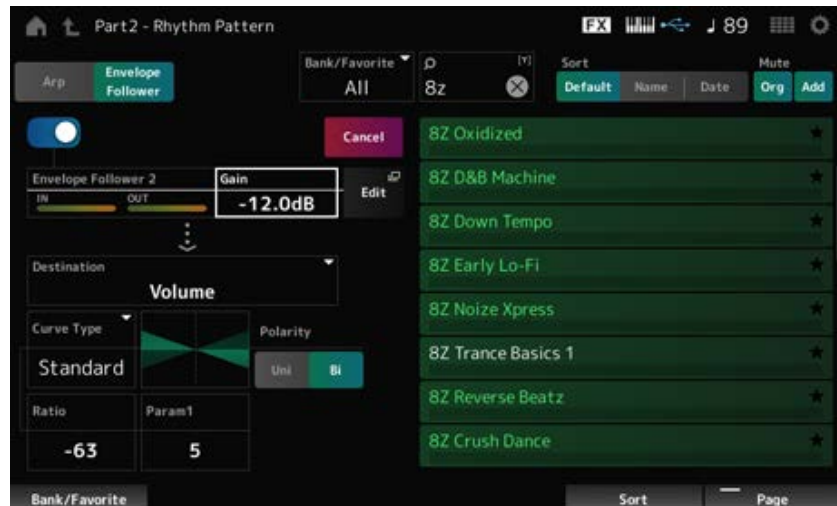 Part2 - Rhythm Pattern
FX
♩ 89
Arp
Envelope
Follower
Bank/Favorite
All
[Y]
8z
Sort
Default Name Date
Mute
Org Add
Cancel
Envelope Follower 2
IN OUT
Gain
-12.0dB
Edit
Destination
Volume
Curve Type
Standard
Polarity
Uni Bi
Ratio
-63
Param1
5
8Z Oxidized
8Z D&B Machine
8Z Down Tempo
8Z Early Lo-Fi
8Z Noize Xpress
8Z Trance Basics 1
8Z Reverse Beatz
8Z Crush Dance
Bank/Favorite
Sort
Page